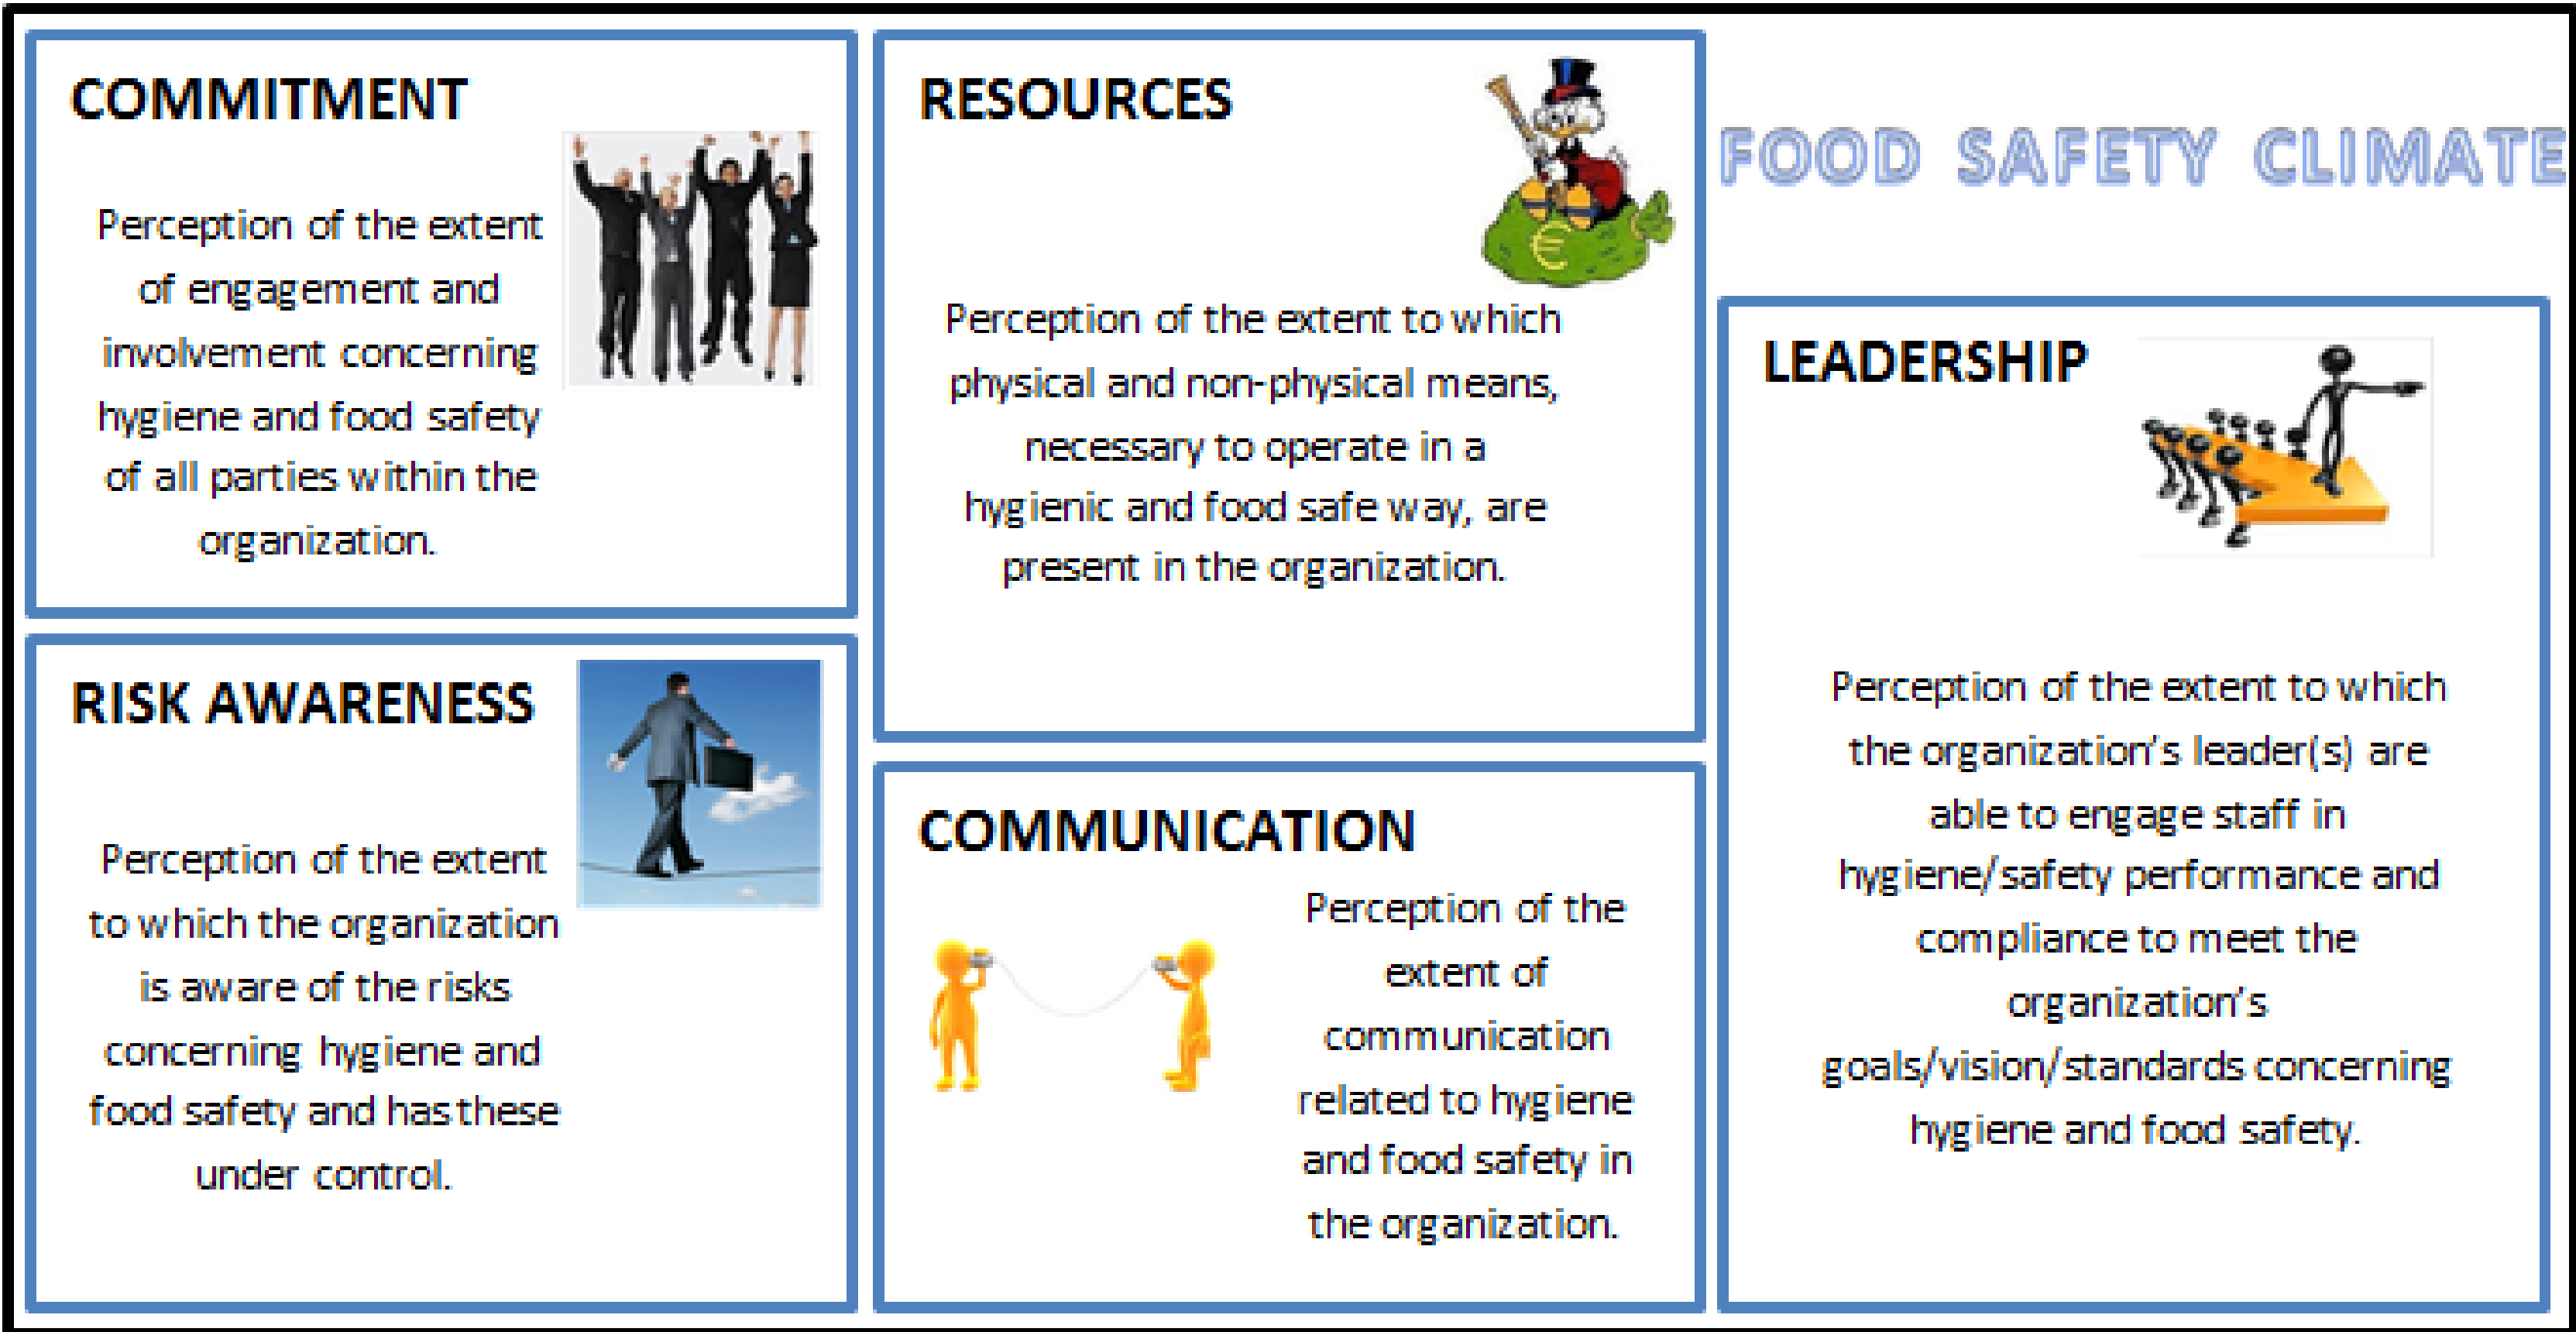 COMMITMENT
Perception of the extent
of engagement and
involvement concerning
hygiene and food safety
of all parties within the
organization.
RISK AWARENESS
Perception of the extent
to which the organization
is aware of the risks
concerning hygiene and
food safety and has these
under control.
RESOURCES
€
Perception of the extent to which
physical and non-physical means,
necessary to operate in a
hygienic and food safe way, are
present in the organization.
COMMUNICATION
Perception of the
extent of
communication
related to hygiene
and food safety in
the organization.
FOOD SAFETY CLIMATE
LEADERSHIP
Perception of the extent to which
the organization's leader(s) are
able to engage staff in
hygiene/safety performance and
compliance to meet the
organization's
goals/vision/standards concerning
hygiene and food safety.